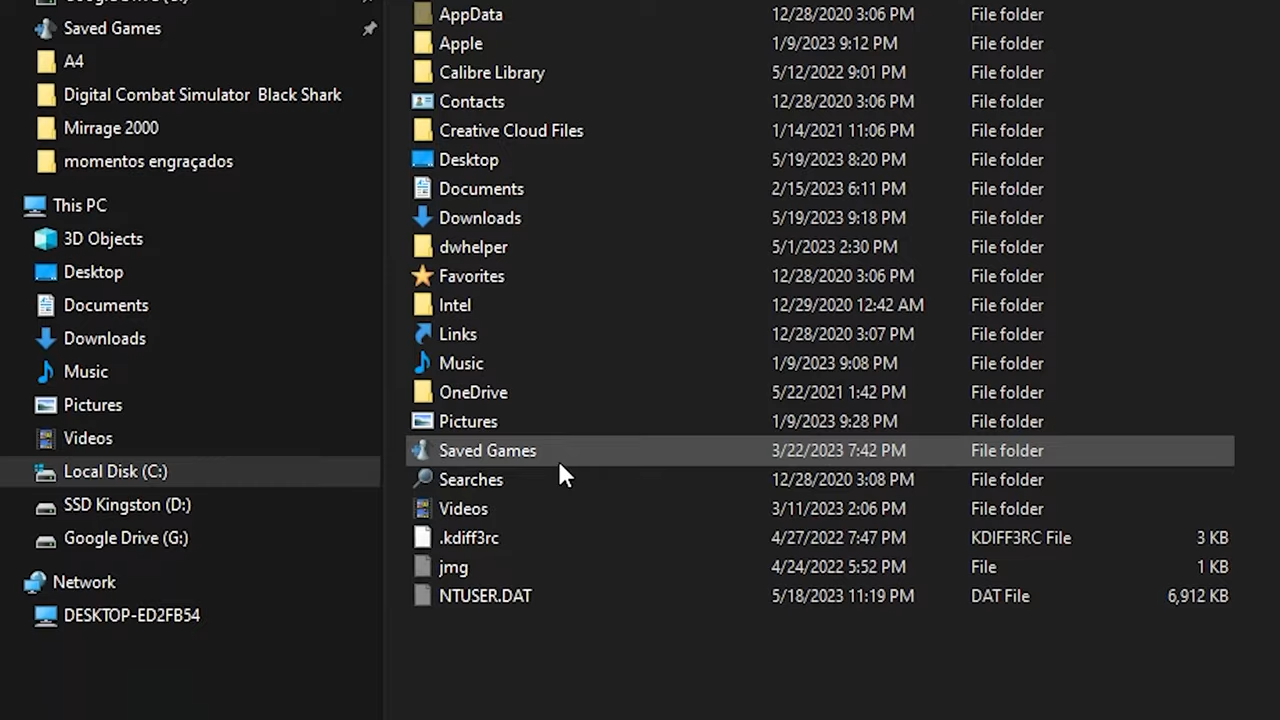 Saved Games
A4
Digital Combat Simulator Black Shark
Mirrage 2000
momentos engraçados
This PC
3D Objects
Desktop
Documents
Downloads
Music
Pictures
Videos
Local Disk (C:)
SSD Kingston (D:)
Google Drive (G:)
Network
DESKTOP-ED2FB54
AppData 12/28/2020 3:06 PM File folder
Apple 1/9/2023 9:12 PM File folder
Calibre Library 5/12/2022 9:01 PM File folder
Contacts 12/28/2020 3:06 PM File folder
Creative Cloud Files 1/14/2021 11:06 PM File folder
Desktop 5/19/2023 8:20 PM File folder
Documents 2/15/2023 6:11 PM File folder
Downloads 5/19/2023 9:18 PM File folder
dwhelper 5/1/2023 2:30 PM File folder
Favorites 12/28/2020 3:06 PM File folder
Intel 12/29/2020 12:42 AM File folder
Links 12/28/2020 3:07 PM File folder
Music 1/9/2023 9:08 PM File folder
OneDrive 5/22/2021 1:42 PM File folder
Pictures 1/9/2023 9:28 PM File folder
Saved Games 3/22/2023 7:42 PM File folder
Searches 12/28/2020 3:08 PM File folder
Videos 3/11/2023 2:06 PM File folder
.kdiff3rc 4/27/2022 7:47 PM KDIFF3RC File 3 KB
jmg 4/24/2022 5:52 PM File 1 KB
NTUSER.DAT 5/18/2023 11:19 PM DAT File 6,912 KB